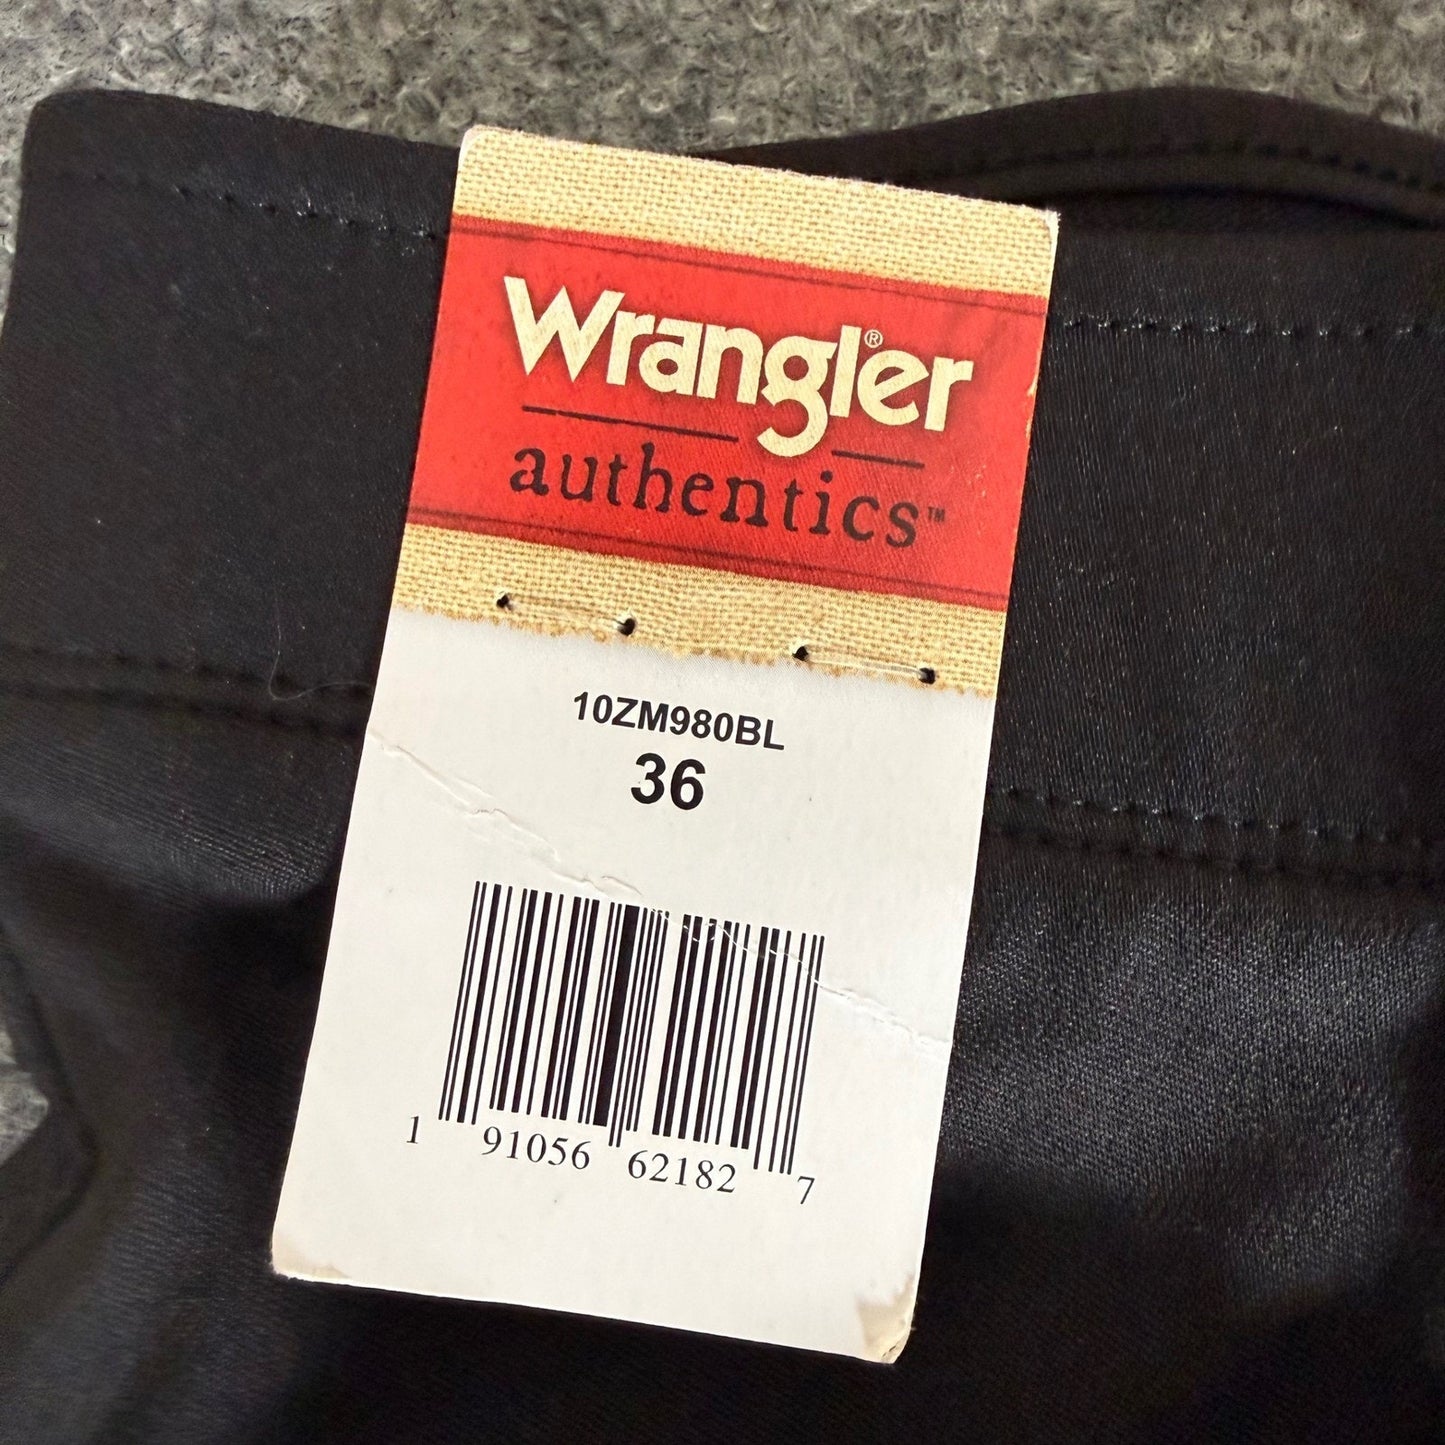 Wrangler®
authentics™
10ZM980BL
36
1 91056 62182 7